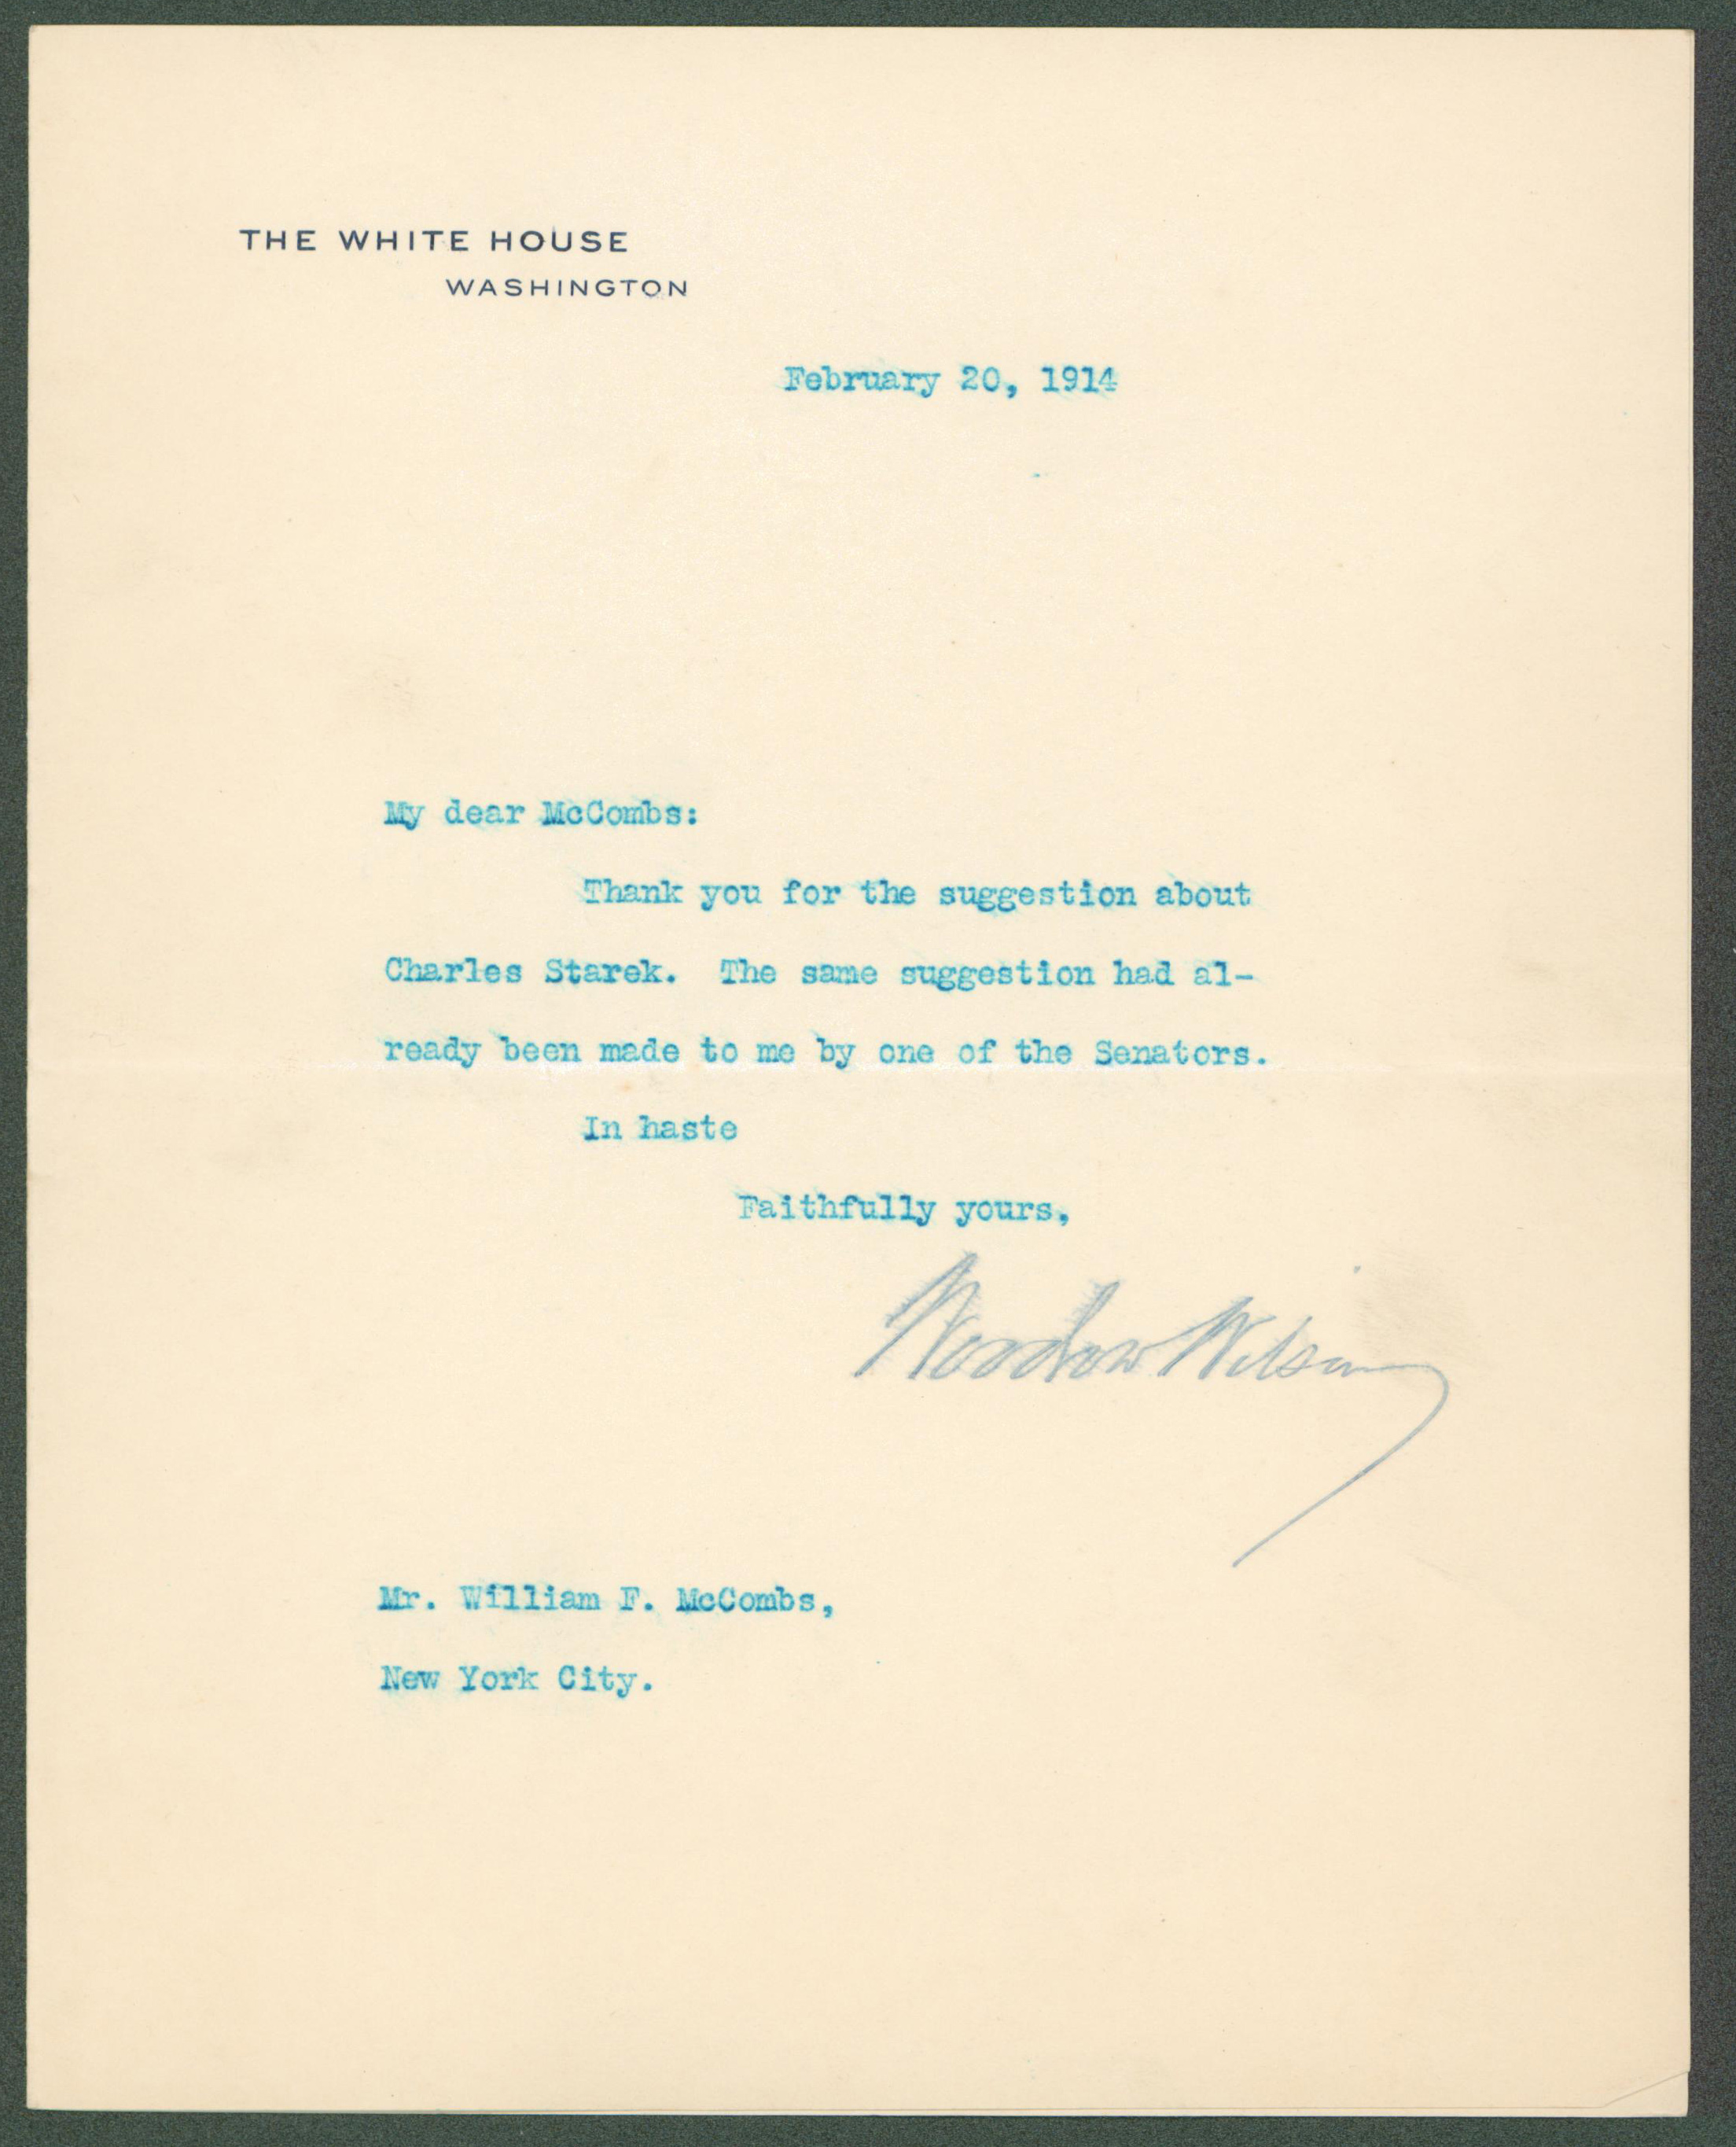 THE WHITE HOUSE
WASHINGTON
February 20, 1914
My dear McCombs:
Thank you for the suggestion about
Charles Starek. The same suggestion had al-
ready been made to me by one of the Senators.
In haste
Faithfully yours,
Woodrow Wilson
Mr. William F. McCombs,
New York City.